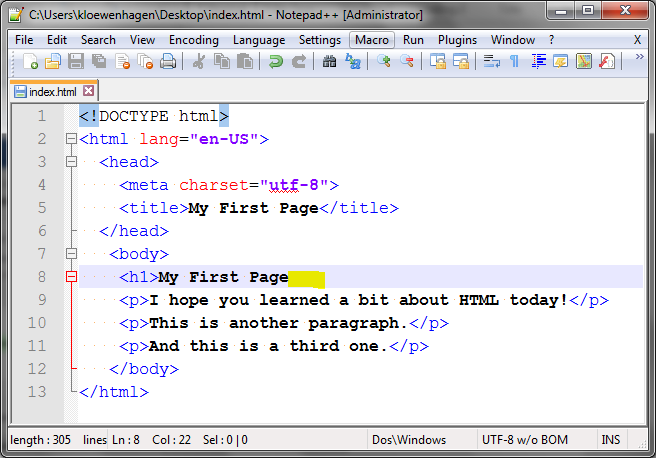 C:\Users\kloewenhagen\Desktop\index.html - Notepad++ [Administrator]
File Edit Search View Encoding Language Settings Macro Run Plugins Window ? X
index.html
1 <!DOCTYPE html>
2 <html lang="en-US">
3 <head>
4 <meta charset="utf-8">
5 <title>My First Page</title>
6 </head>
7 <body>
8 <h1>My First Page
9 <p>I hope you learned a bit about HTML today!</p>
10 <p>This is another paragraph.</p>
11 <p>And this is a third one.</p>
12 </body>
13 </html>
length : 305 lines Ln : 8 Col : 22 Sel : 0 | 0 Dos\Windows UTF-8 w/o BOM INS